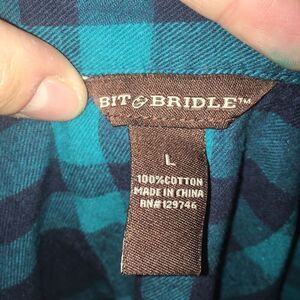 BIT & BRIDLE™
L
100%COTTON
MADE IN CHINA
RN#129746